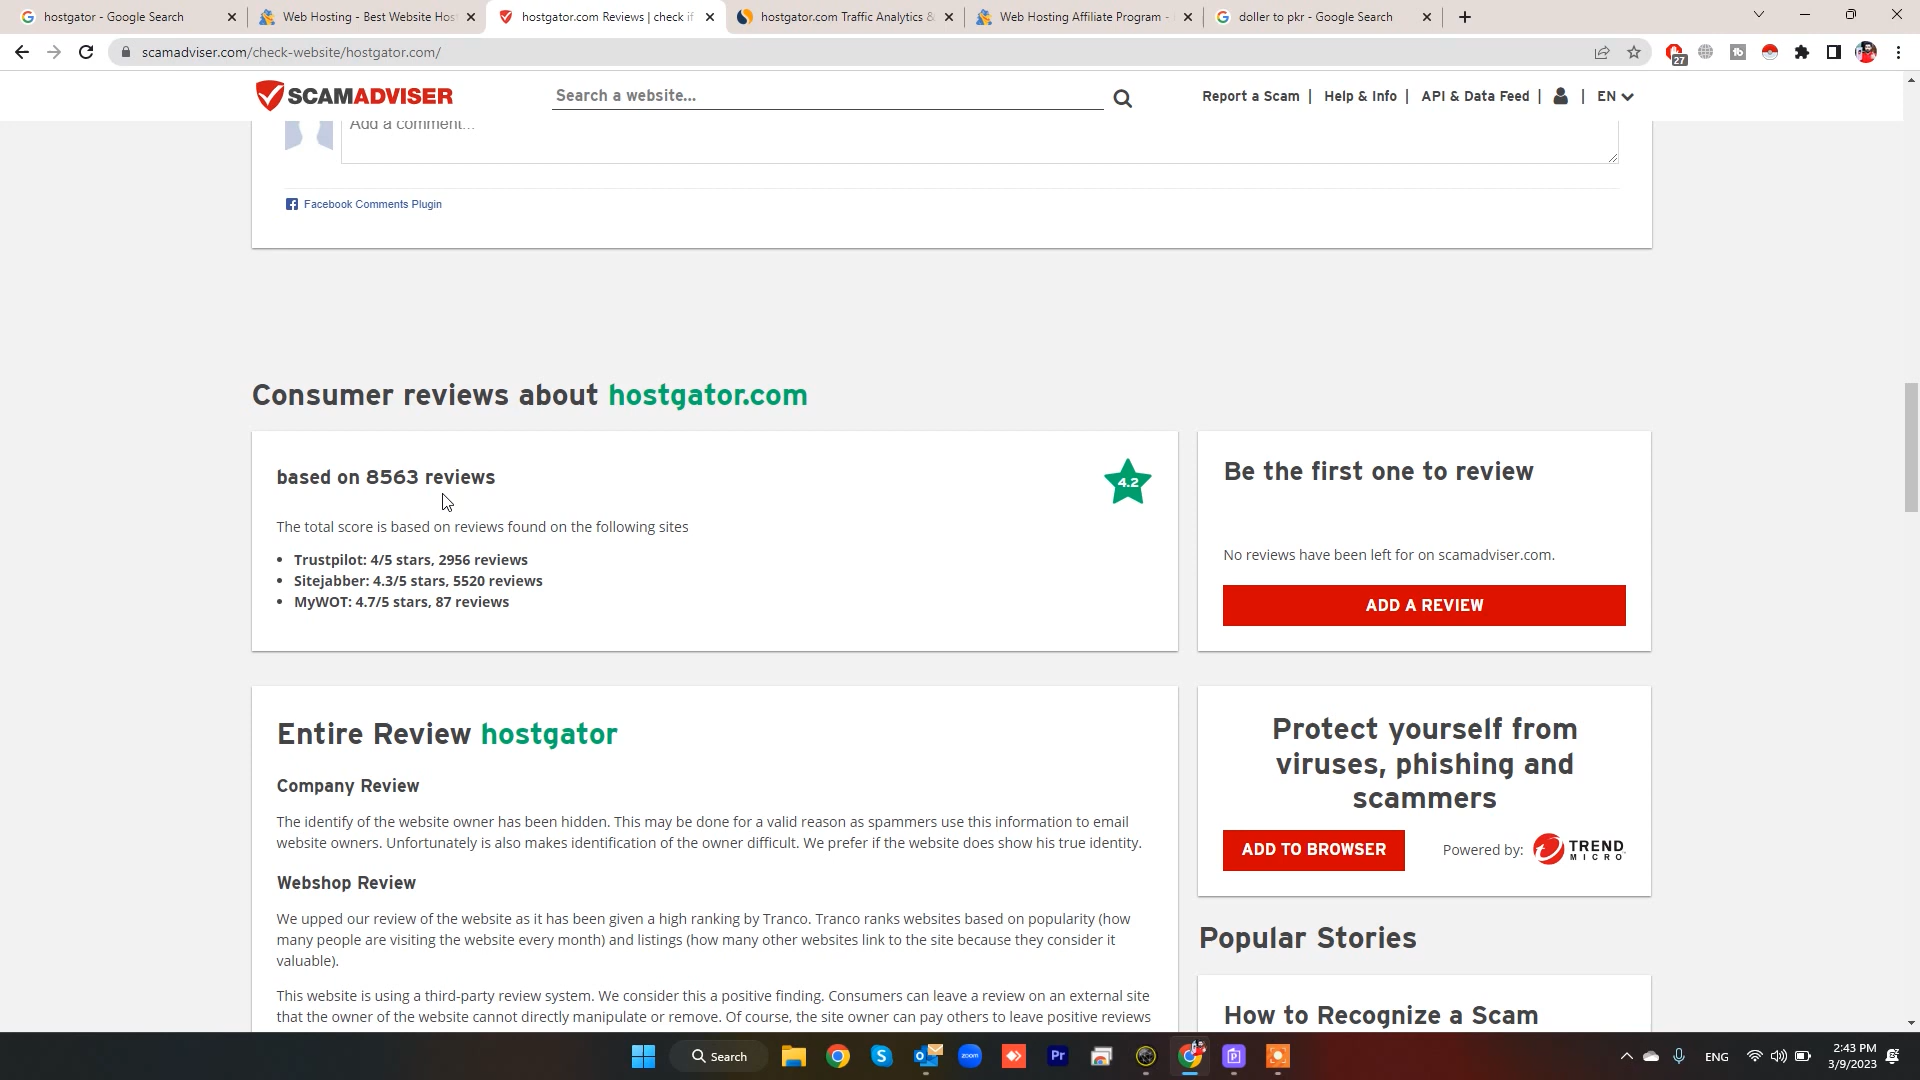 hostgator - Google Search
Web Hosting - Best Website Hos
hostgator.com Reviews | check if
hostgator.com Traffic Analytics &
Web Hosting Affiliate Program -
doller to pkr - Google Search
scamadviser.com/check-website/hostgator.com/
27
SCAMADVISER
Search a website...
Report a Scam |
Help & Info |
API & Data Feed |
| EN
Add a comment...
Facebook Comments Plugin
Consumer reviews about hostgator.com
based on 8563 reviews
4.2
The total score is based on reviews found on the following sites
• Trustpilot: 4/5 stars, 2956 reviews
• Sitejabber: 4.3/5 stars, 5520 reviews
• MyWOT: 4.7/5 stars, 87 reviews
Be the first one to review
No reviews have been left for on scamadviser.com.
ADD A REVIEW
Entire Review hostgator
Company Review
The identify of the website owner has been hidden. This may be done for a valid reason as spammers use this information to email
website owners. Unfortunately is also makes identification of the owner difficult. We prefer if the website does show his true identity.
Webshop Review
We upped our review of the website as it has been given a high ranking by Tranco. Tranco ranks websites based on popularity (how
many people are visiting the website every month) and listings (how many other websites link to the site because they consider it
valuable).
This website is using a third-party review system. We consider this a positive finding. Consumers can leave a review on an external site
that the owner of the website cannot directly manipulate or remove. Of course, the site owner can pay others to leave positive reviews
Protect yourself from
viruses, phishing and
scammers
ADD TO BROWSER
Powered by:
TREND
MICRO
Popular Stories
How to Recognize a Scam
Search
zoom
Pr
ENG
2:43 PM
3/9/2023